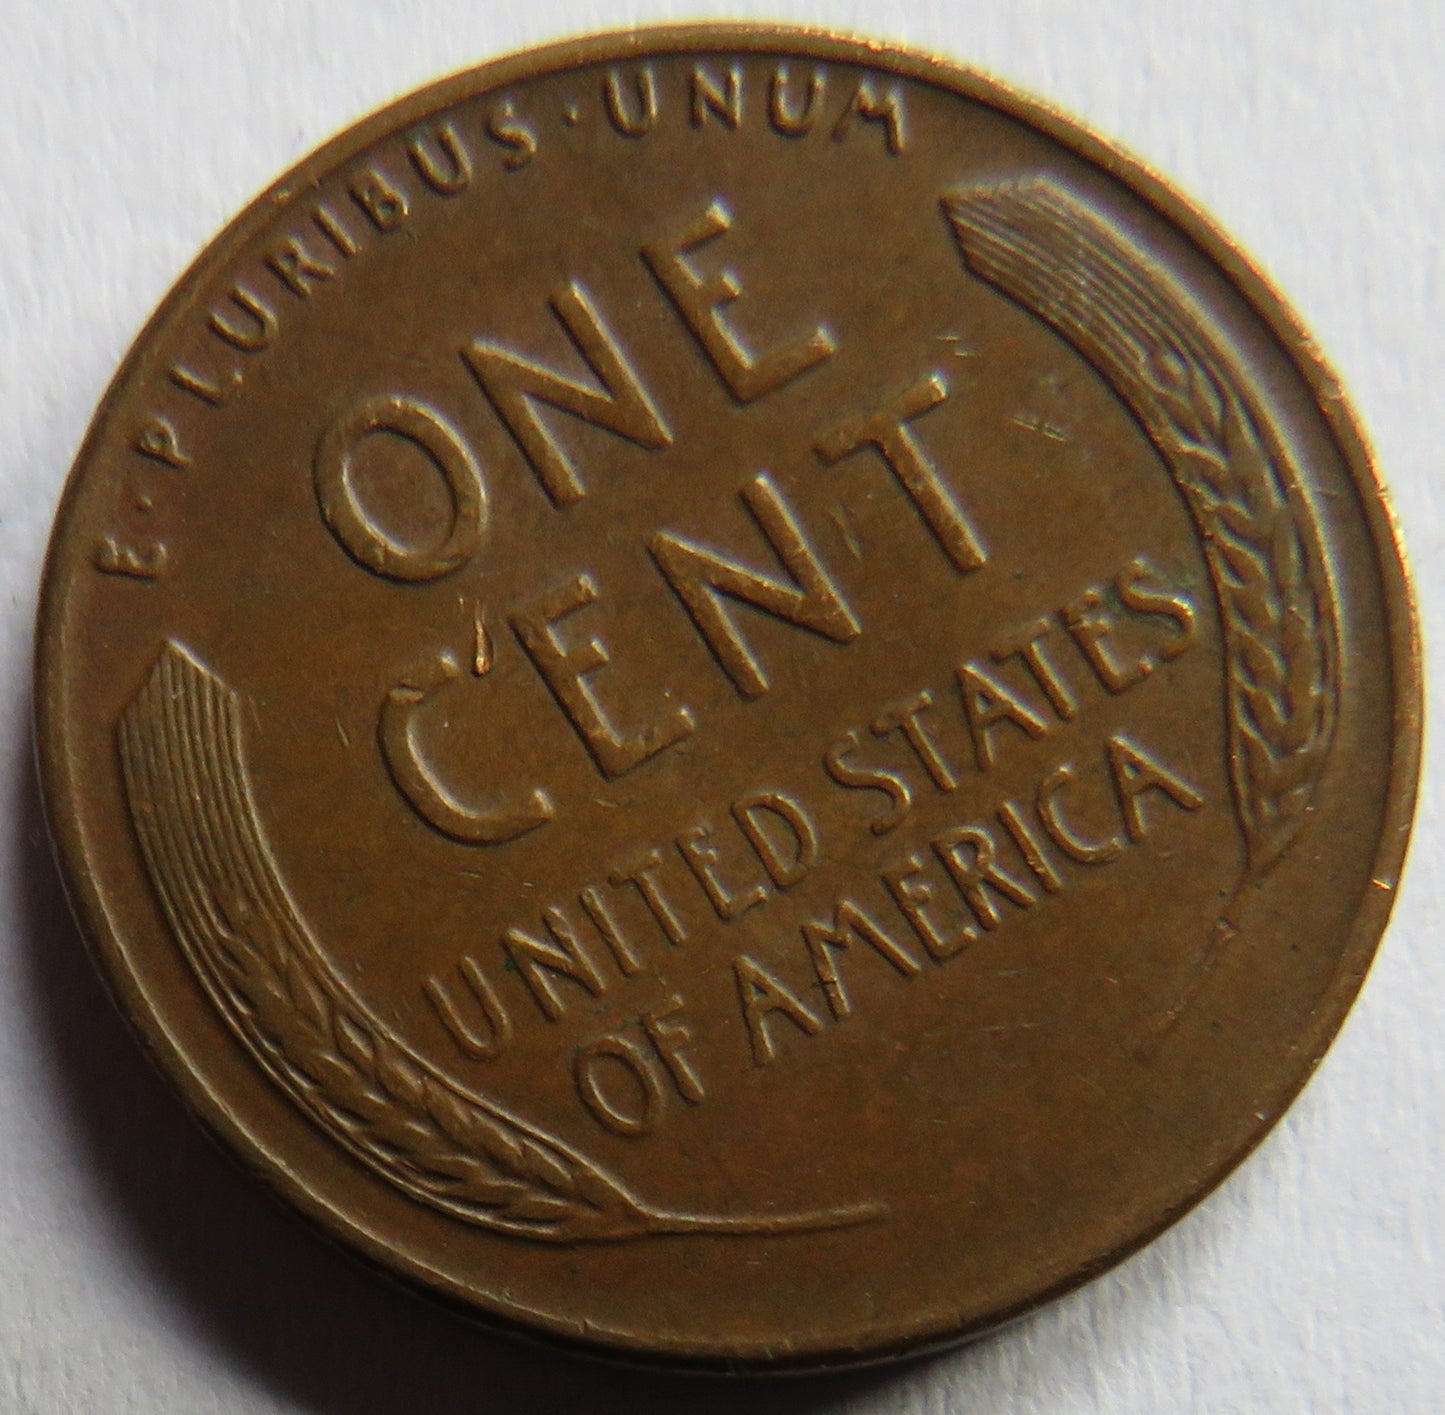 E·PLURIBUS·UNUM
ONE
CENT
UNITED STATES
OF AMERICA